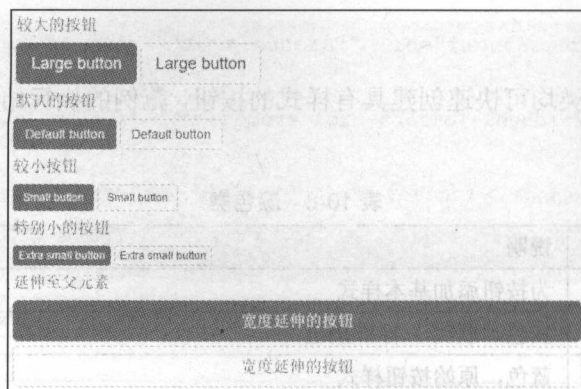 较大的按钮
Large button Large button
默认的按钮
Default button Default button
较小按钮
Small button Small button
特别小的按钮
Extra small button Extra small button
延伸至父元素
宽度延伸的按钮
宽度延伸的按钮